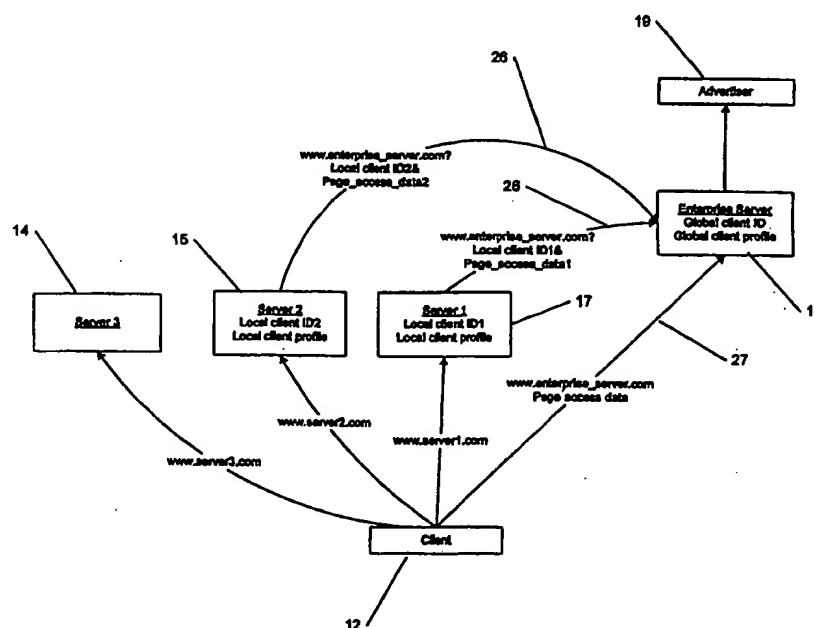 19
26
Advertiser
www.enterprise_server.com?
Local client ID2&
Page_access_data2
26
Enterprise Server
Global client ID
Global client profile
14
15
www.enterprise_server.com?
Local client ID1&
Page_access_data1
Server 3
Server 2
Local client ID2
Local client profile
Server 1
Local client ID1
Local client profile
17
1
27
www.enterprise_server.com
Page access data
www.server2.com
www.server1.com
www.server3.com
Client
12